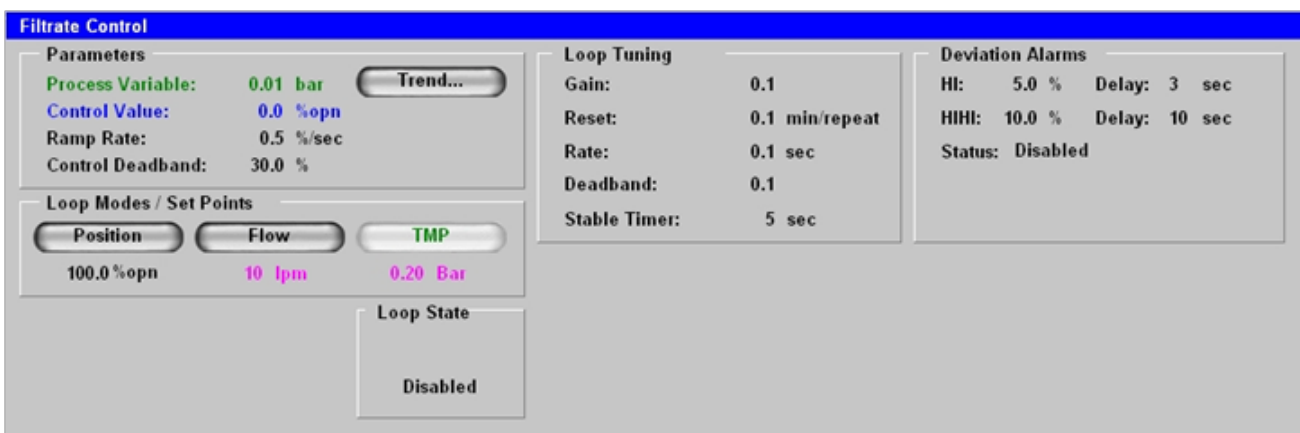 Filtrate Control
Parameters
Process Variable: 0.01 bar Trend...
Control Value: 0.0 %opn
Ramp Rate: 0.5 %/sec
Control Deadband: 30.0 %
Loop Modes / Set Points
Position Flow TMP
100.0 %opn 10 lpm 0.20 Bar
Loop State
Disabled
Loop Tuning
Gain: 0.1
Reset: 0.1 min/repeat
Rate: 0.1 sec
Deadband: 0.1
Stable Timer: 5 sec
Deviation Alarms
HI: 5.0 % Delay: 3 sec
HIHI: 10.0 % Delay: 10 sec
Status: Disabled